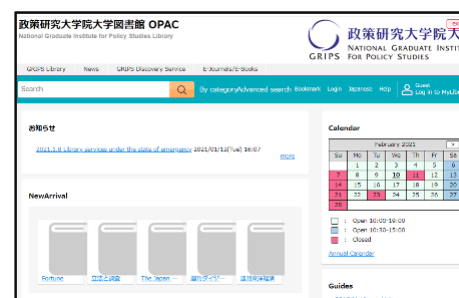 政策研究大学院大学図書館 OPAC
National Graduate Institute for Policy Studies Library
GRIPS
政策研究大学院大
NATIONAL GRADUATE INSTIT
FOR POLICY STUDIES
GRIPS Library News GRIPS Discovery Service E-Journals/E-Books
Search
By category Advanced search Bookmark Login Japanese Help
Guest
Log in to MyLib
お知らせ
2021.1.8 Library services under the state of emergency 2021/01/12(Tue) 16:07
more
NewArrival
Fortune
立法と調査
The Japan ...
Calendar
February 2021
>
Su Mo Tu We Th Fr Sa
1 2 3 4 5 6
7 8 9 10 11 12 13
14 15 16 17 18 19 20
21 22 23 24 25 26 27
28
: Open 10:00-19:00
: Open 10:30-15:00
: Closed
Annual Calendar
Guides